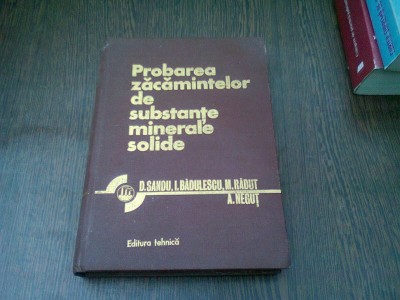 Probarea
zăcămintelor
de
substanțe
minerale
solide
D. SANDU, I. BĂDULESCU, M. RĂDUȚ
A. NEGUȚ
Editura tehnică